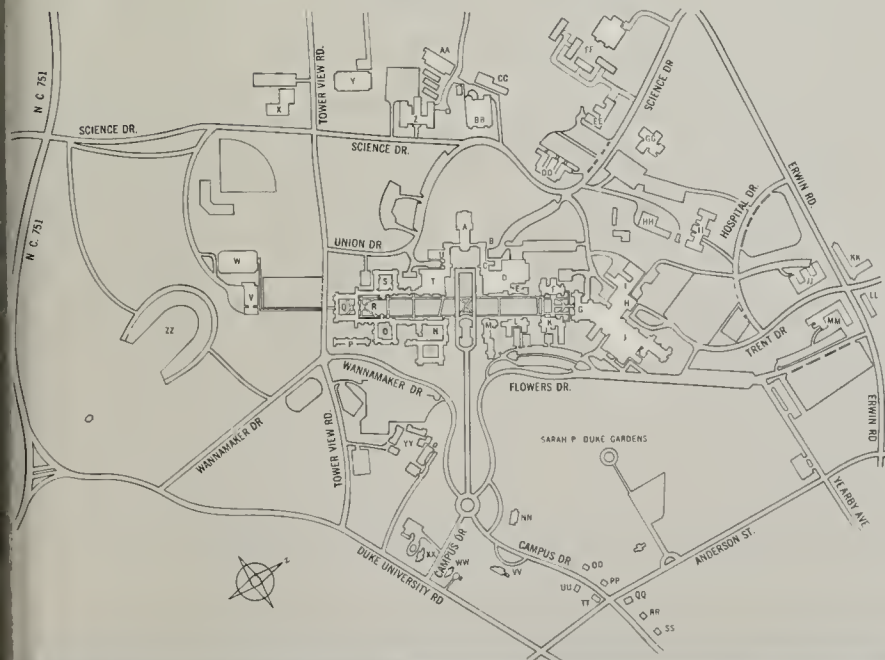 N C 751
TOWER VIEW RD.
AA
CC
FF
SCIENCE DR
X
Y
Z
BB
EE
GG
SCIENCE DR.
SCIENCE DR.
DD
ERWIN RD.
HOSPITAL DR.
N C. 751
UNION DR
A
B
HH
II
W
U
C
D
KK
S
T
E
F
I
JJ
V
Q
R
G
H
LL
ZZ
O
N
M
K
J
MM
P
TRENT DR
WANNAMAKER DR
FLOWERS DR.
ERWIN RD
WANNAMAKER DR
TOWER VIEW RD.
YY
SARAH P DUKE GARDENS
YEARBY AVE
NN
CAMPUS DR
ANDERSON ST.
XX
CAMPUS DR
WW
VV
OO
DUKE UNIVERSITY RD
UU
PP
TT
QQ
RR
SS